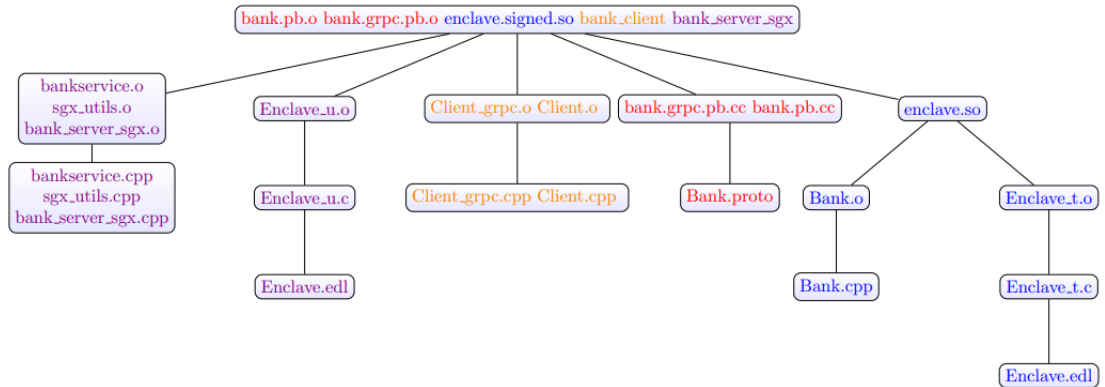 bank.pb.o bank.grpc.pb.o enclave.signed.so bank_client bank_server_sgx
bankservice.o
sgx_utils.o
bank_server_sgx.o
Enclave_u.o
Client_grpc.o Client.o
bank.grpc.pb.cc bank.pb.cc
enclave.so
bankservice.cpp
sgx_utils.cpp
bank_server_sgx.cpp
Enclave_u.c
Client_grpc.cpp Client.cpp
Bank.proto
Bank.o
Enclave_t.o
Enclave.edl
Bank.cpp
Enclave_t.c
Enclave.edl